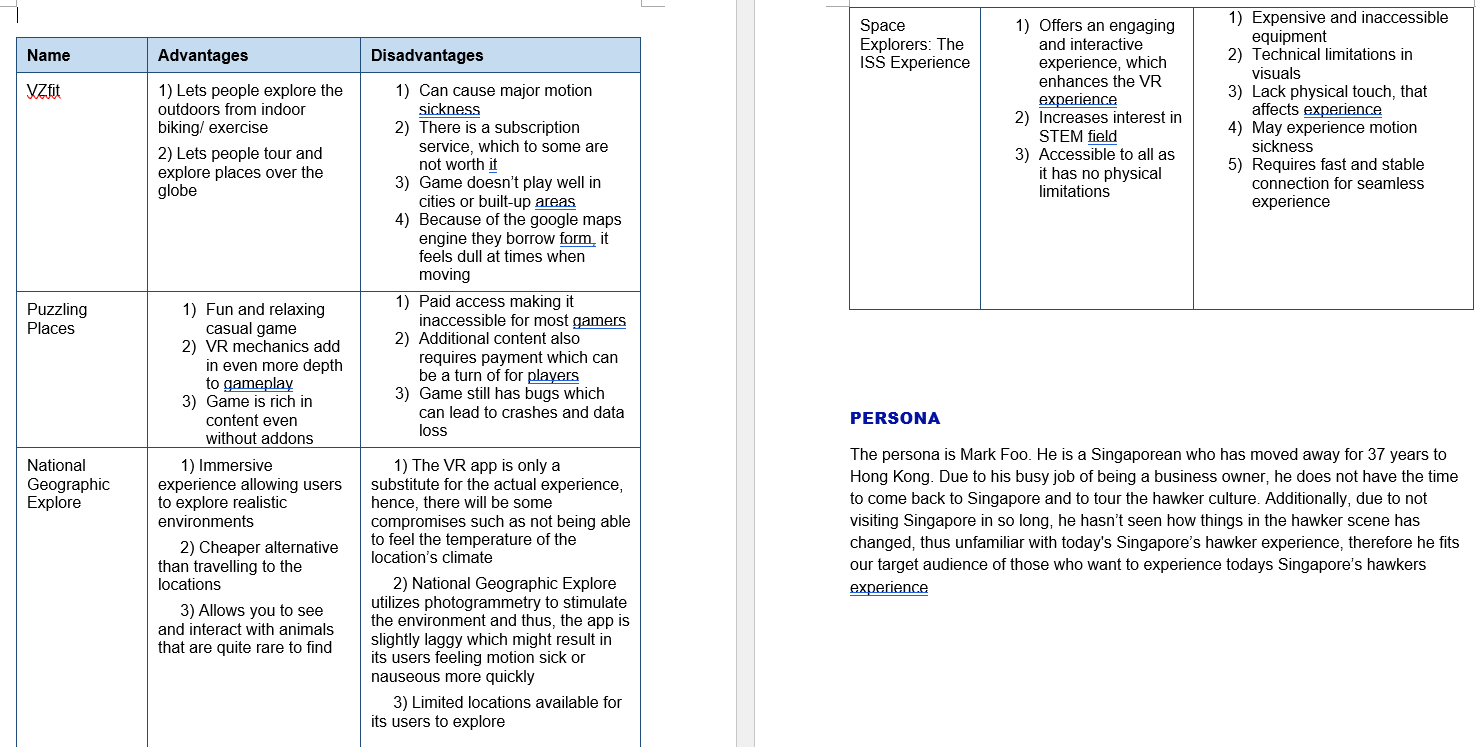 Name Advantages Disadvantages
VZfit
1) Lets people explore the
outdoors from indoor
biking/ exercise
2) Lets people tour and
explore places over the
globe
1) Can cause major motion
sickness
2) There is a subscription
service, which to some are
not worth it
3) Game doesn’t play well in
cities or built-up areas
4) Because of the google maps
engine they borrow form, it
feels dull at times when
moving
Puzzling
Places
1) Fun and relaxing
casual game
2) VR mechanics add
in even more depth
to gameplay
3) Game is rich in
content even
without addons
1) Paid access making it
inaccessible for most gamers
2) Additional content also
requires payment which can
be a turn of for players
3) Game still has bugs which
can lead to crashes and data
loss
National
Geographic
Explore
1) Immersive
experience allowing users
to explore realistic
environments
2) Cheaper alternative
than travelling to the
locations
3) Allows you to see
and interact with animals
that are quite rare to find
1) The VR app is only a
substitute for the actual experience,
hence, there will be some
compromises such as not being able
to feel the temperature of the
location’s climate
2) National Geographic Explore
utilizes photogrammetry to stimulate
the environment and thus, the app is
slightly laggy which might result in
its users feeling motion sick or
nauseous more quickly
3) Limited locations available for
its users to explore
Space
Explorers: The
ISS Experience
1) Offers an engaging
and interactive
experience, which
enhances the VR
experience
2) Increases interest in
STEM field
3) Accessible to all as
it has no physical
limitations
1) Expensive and inaccessible
equipment
2) Technical limitations in
visuals
3) Lack physical touch, that
affects experience
4) May experience motion
sickness
5) Requires fast and stable
connection for seamless
experience
PERSONA
The persona is Mark Foo. He is a Singaporean who has moved away for 37 years to
Hong Kong. Due to his busy job of being a business owner, he does not have the time
to come back to Singapore and to tour the hawker culture. Additionally, due to not
visiting Singapore in so long, he hasn’t seen how things in the hawker scene has
changed, thus unfamiliar with today's Singapore’s hawker experience, therefore he fits
our target audience of those who want to experience todays Singapore’s hawkers
experience